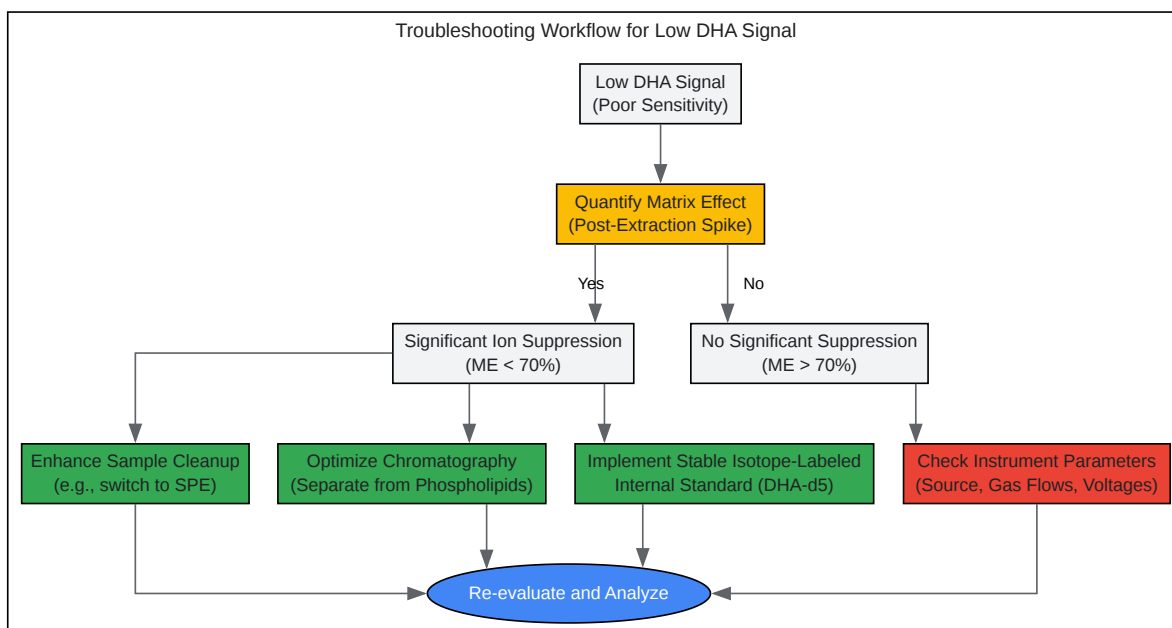 Troubleshooting Workflow for Low DHA Signal
Low DHA Signal
(Poor Sensitivity)
Quantify Matrix Effect
(Post-Extraction Spike)
Yes
No
Significant Ion Suppression
(ME < 70%)
No Significant Suppression
(ME > 70%)
Enhance Sample Cleanup
(e.g., switch to SPE)
Optimize Chromatography
(Separate from Phospholipids)
Implement Stable Isotope-Labeled
Internal Standard (DHA-d5)
Check Instrument Parameters
(Source, Gas Flows, Voltages)
Re-evaluate and Analyze